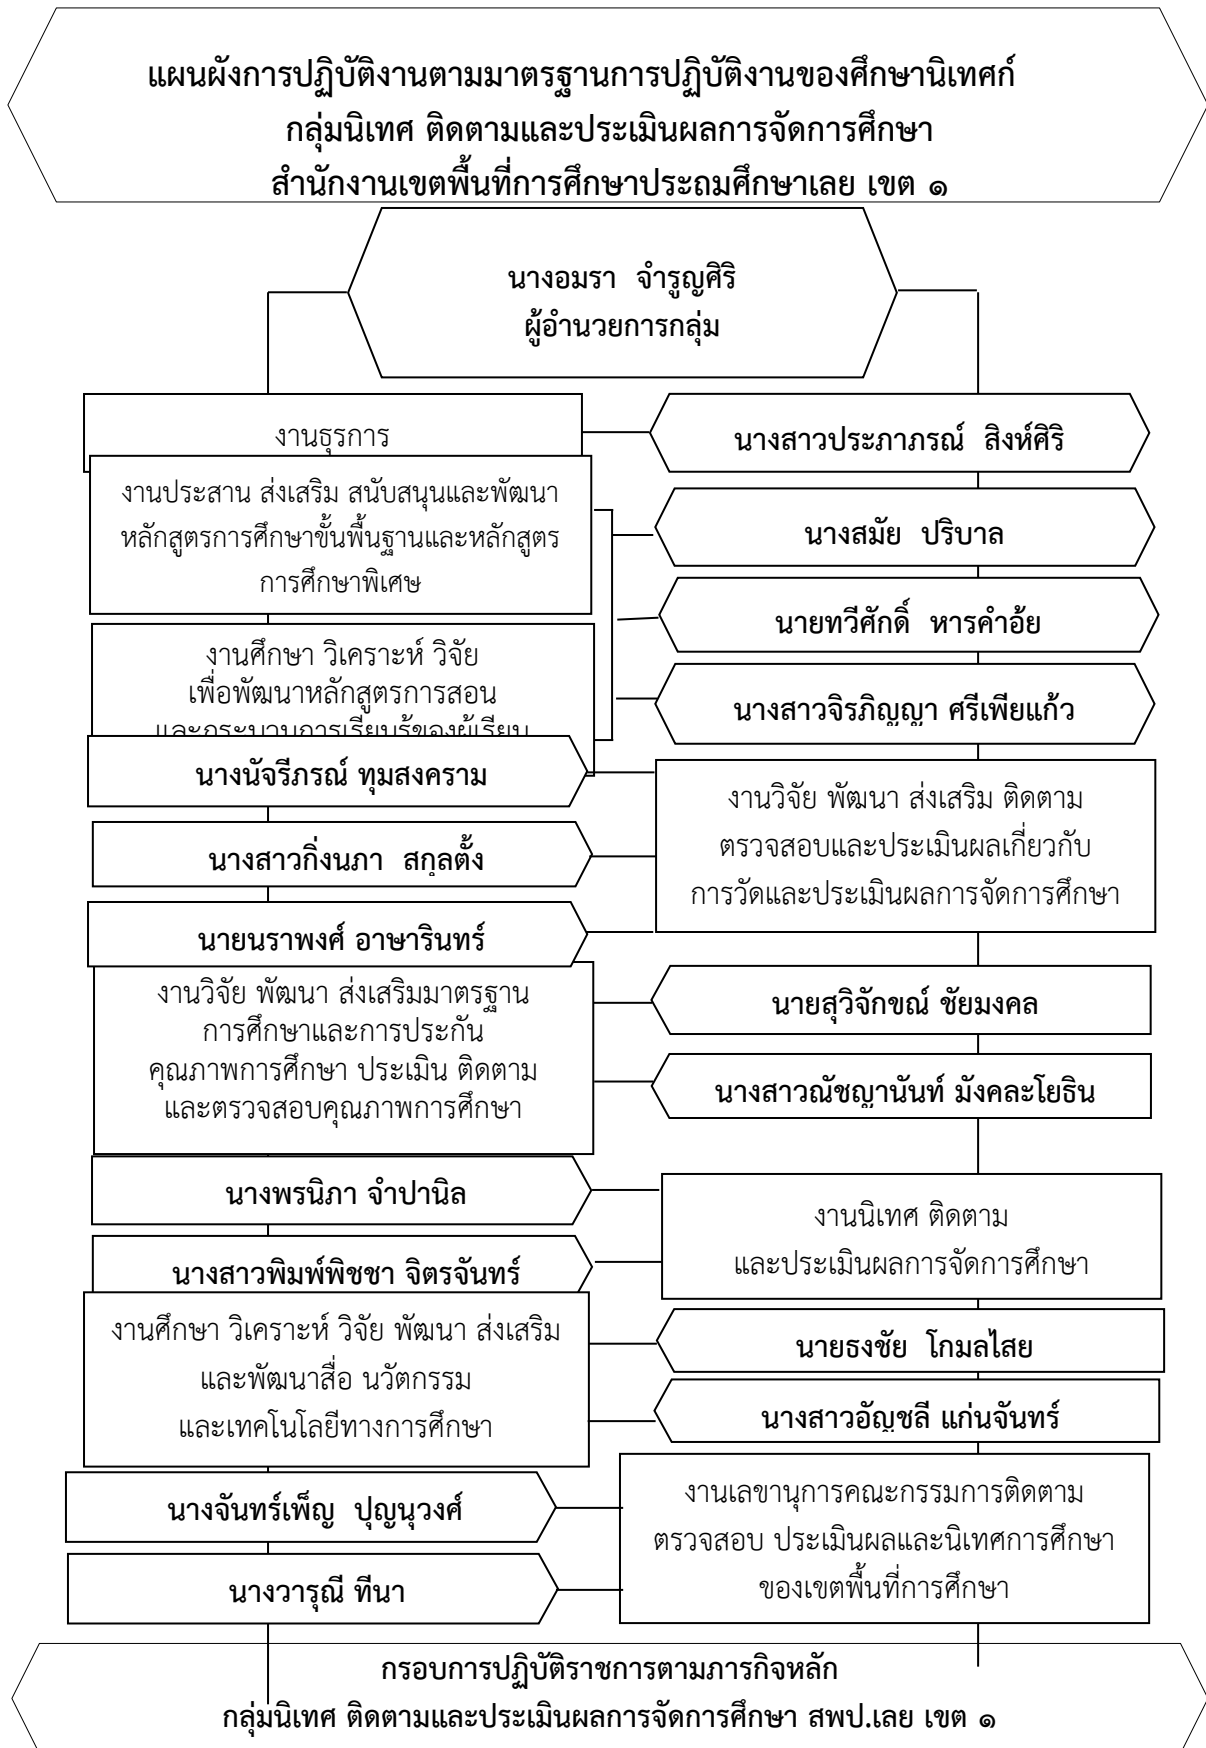 แผนผังการปฏิบัติงานตามมาตรฐานการปฏิบัติงานของศึกษานิเทศก์
กลุ่มนิเทศ ติดตามและประเมินผลการจัดการศึกษา
สำนักงานเขตพื้นที่การศึกษาประถมศึกษาเลย เขต ๑
นางอมรา จำรูญศิริ
ผู้อำนวยการกลุ่ม
งานธุรการ
นางสาวประภาภรณ์ สิงห์ศิริ
งานประสาน ส่งเสริม สนับสนุนและพัฒนา
หลักสูตรการศึกษาขั้นพื้นฐานและหลักสูตร
การศึกษาพิเศษ
นางสมัย ปริบาล
นายทวีศักดิ์ หารคำอ้ย
งานศึกษา วิเคราะห์ วิจัย
เพื่อพัฒนาหลักสูตรการสอน
และกระบวนการเรียนรู้ของผู้เรียน
นางสาวจิรภิญญา ศรีเพียแก้ว
นางนัจรีภรณ์ ทุมสงคราม
นางสาวกิ่งนภา สกุลตั้ง
นายนราพงศ์ อาษารินทร์
งานวิจัย พัฒนา ส่งเสริม ติดตาม
ตรวจสอบและประเมินผลเกี่ยวกับ
การวัดและประเมินผลการจัดการศึกษา
งานวิจัย พัฒนา ส่งเสริมมาตรฐาน
การศึกษาและการประกัน
คุณภาพการศึกษา ประเมิน ติดตาม
และตรวจสอบคุณภาพการศึกษา
นายสุวิจักขณ์ ชัยมงคล
นางสาวณัชญานันท์ มังคละโยธิน
นางพรนิภา จำปานิล
นางสาวพิมพ์พิชชา จิตรจันทร์
งานนิเทศ ติดตาม
และประเมินผลการจัดการศึกษา
งานศึกษา วิเคราะห์ วิจัย พัฒนา ส่งเสริม
และพัฒนาสื่อ นวัตกรรม
และเทคโนโลยีทางการศึกษา
นายธงชัย โกมลไสย
นางสาวอัญชลี แก่นจันทร์
นางจันทร์เพ็ญ ปุญนุวงศ์
นางวารุณี ทีนา
งานเลขานุการคณะกรรมการติดตาม
ตรวจสอบ ประเมินผลและนิเทศการศึกษา
ของเขตพื้นที่การศึกษา
กรอบการปฏิบัติราชการตามภารกิจหลัก
กลุ่มนิเทศ ติดตามและประเมินผลการจัดการศึกษา สพป.เลย เขต ๑